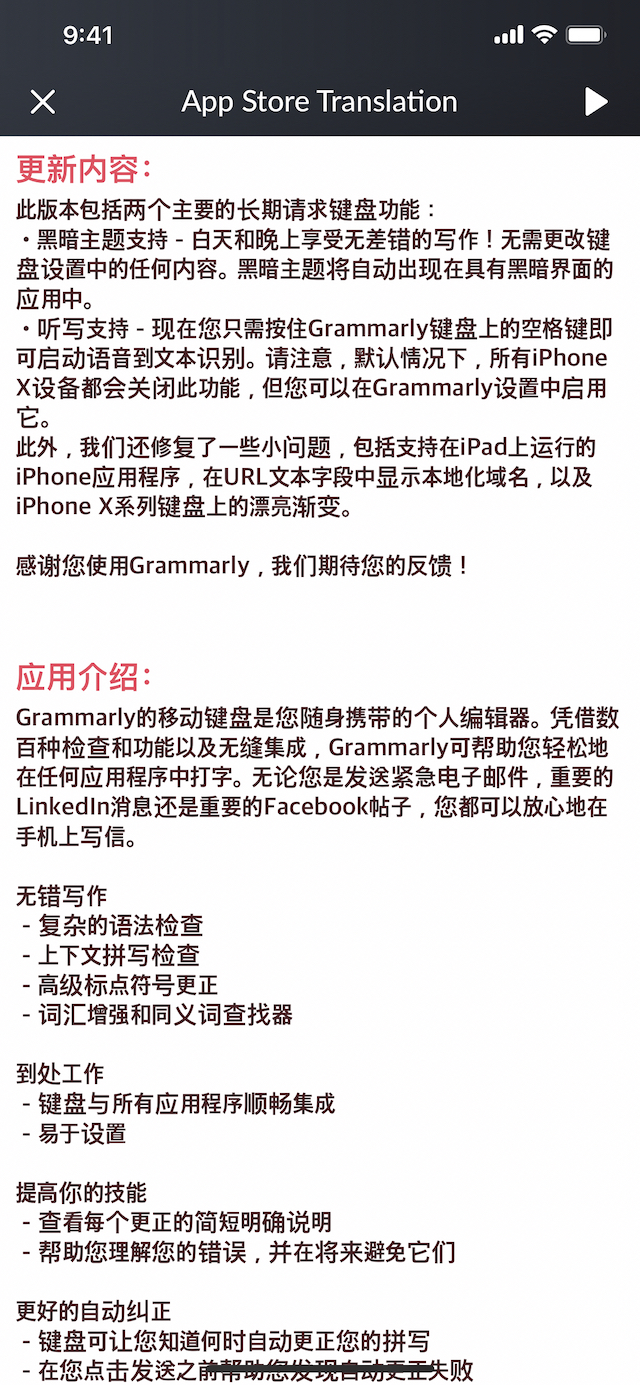 9:41
App Store Translation
更新内容：
此版本包括两个主要的长期请求键盘功能：
・黑暗主题支持 - 白天和晚上享受无差错的写作！无需更改键
盘设置中的任何内容。黑暗主题将自动出现在具有黑暗界面的
应用中。
・听写支持 - 现在您只需按住Grammarly键盘上的空格键即
可启动语音到文本识别。请注意，默认情况下，所有iPhone
X设备都会关闭此功能，但您可以在Grammarly设置中启用
它。
此外，我们还修复了一些小问题，包括支持在iPad上运行的
iPhone应用程序，在URL文本字段中显示本地化域名，以及
iPhone X系列键盘上的漂亮渐变。
感谢您使用Grammarly，我们期待您的反馈！
应用介绍：
Grammarly的移动键盘是您随身携带的个人编辑器。凭借数
百种检查和功能以及无缝集成，Grammarly可帮助您轻松地
在任何应用程序中打字。无论您是发送紧急电子邮件，重要的
LinkedIn消息还是重要的Facebook帖子，您都可以放心地在
手机上写信。
无错写作
- 复杂的语法检查
- 上下文拼写检查
- 高级标点符号更正
- 词汇增强和同义词查找器
到处工作
- 键盘与所有应用程序顺畅集成
- 易于设置
提高你的技能
- 查看每个更正的简短明确说明
- 帮助您理解您的错误，并在将来避免它们
更好的自动纠正
- 键盘可让您知道何时自动更正您的拼写
- 在您点击发送之前帮助您发现自动更正失败